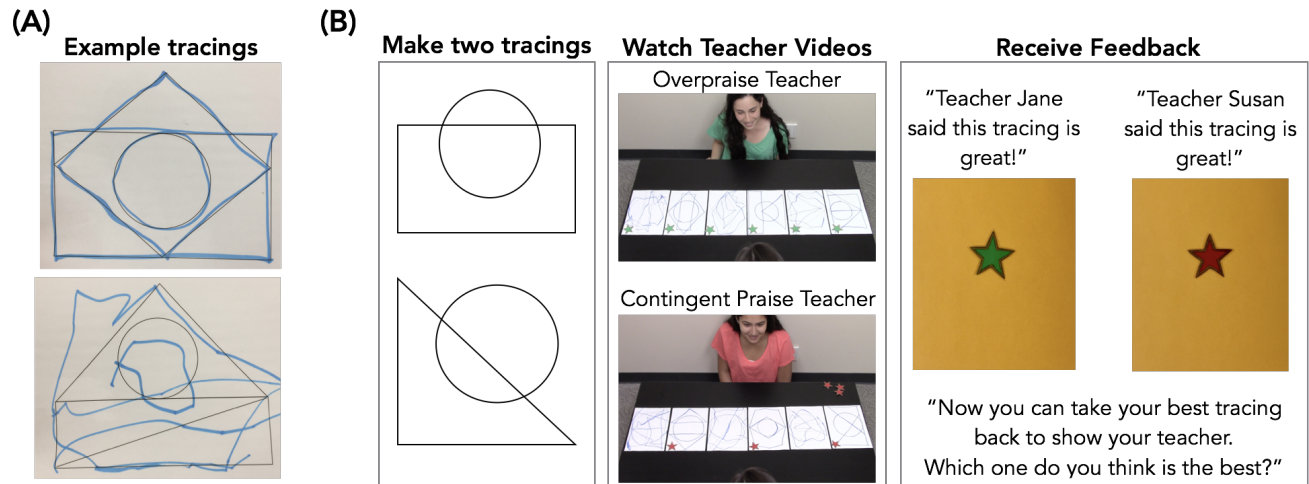 (A)
Example tracings
(B)
Make two tracings
Watch Teacher Videos
Overpraise Teacher
Contingent Praise Teacher
Receive Feedback
“Teacher Jane
said this tracing is
great!”
“Teacher Susan
said this tracing is
great!”
“Now you can take your best tracing
back to show your teacher.
Which one do you think is the best?”